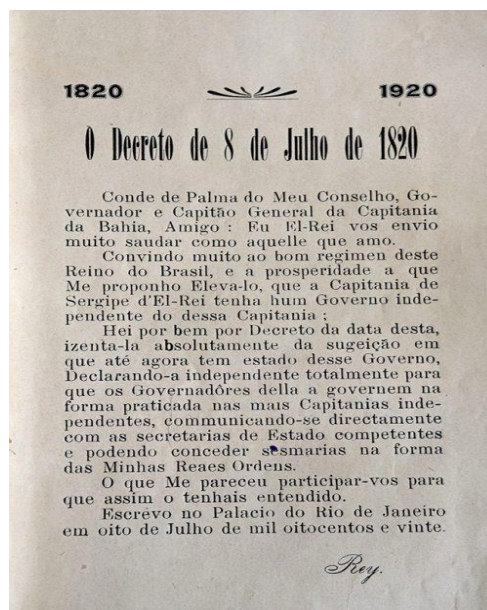 1820 1920
O Decreto de 8 de Julho de 1820
Conde de Palma do Meu Conselho, Go-
vernador e Capitão General da Capitania
da Bahia, Amigo : Eu El-Rei vos envio
muito saudar como aquelle que amo.
Convindo muito ao bom regimen deste
Reino do Brasil, e a prosperidade a que
Me proponho Eleva-lo, que a Capitania de
Sergipe d'El-Rei tenha hum Governo inde-
pendente do dessa Capitania ;
Hei por bem por Decreto da data desta,
izenta-la absolutamente da sugeição em
que até agora tem estado desse Governo,
Declarando-a independente totalmente para
que os Governadôres della a governem na
forma praticada nas mais Capitanias inde-
pendentes, communicando-se directamente
com as secretarias de Estado competentes
e podendo conceder sesmarias na forma
das Minhas Reaes Ordens.
O que Me pareceu participar-vos para
que assim o tenhais entendido.
Escrevo no Palacio do Rio de Janeiro
em oito de Julho de mil oitocentos e vinte.
Rey.